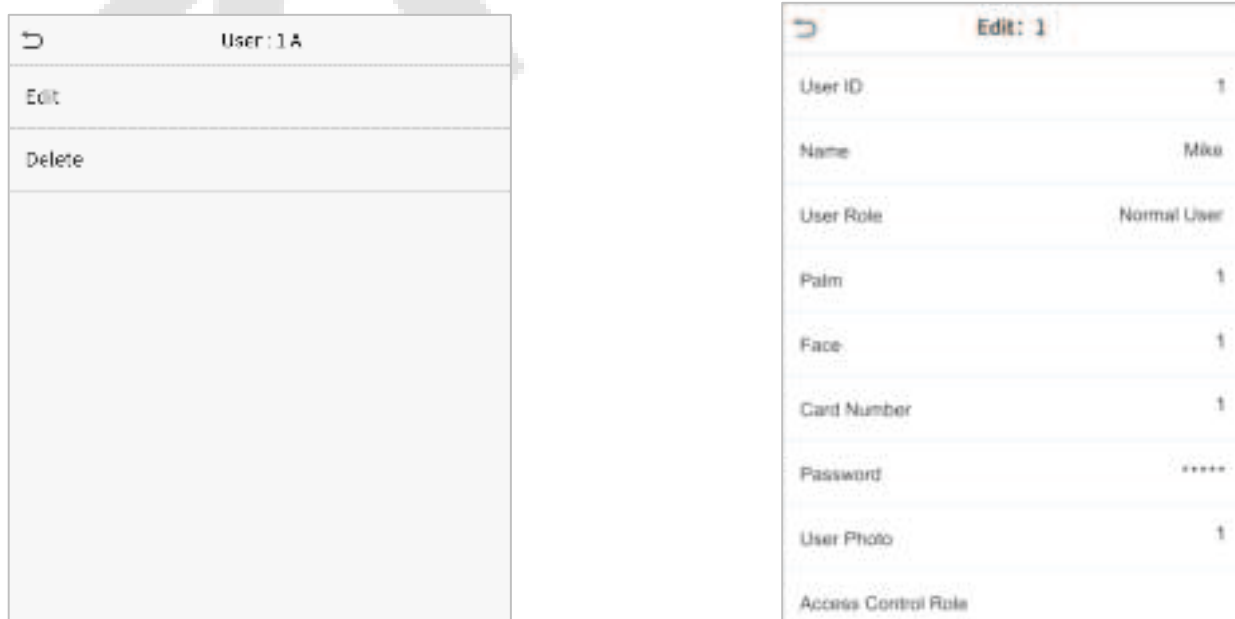 User : 1 A
Edit
Delete
Edit: 1
User ID 1
Name Mike
User Role Normal User
Palm 1
Face 1
Card Number 1
Password *****
User Photo 1
Access Control Role